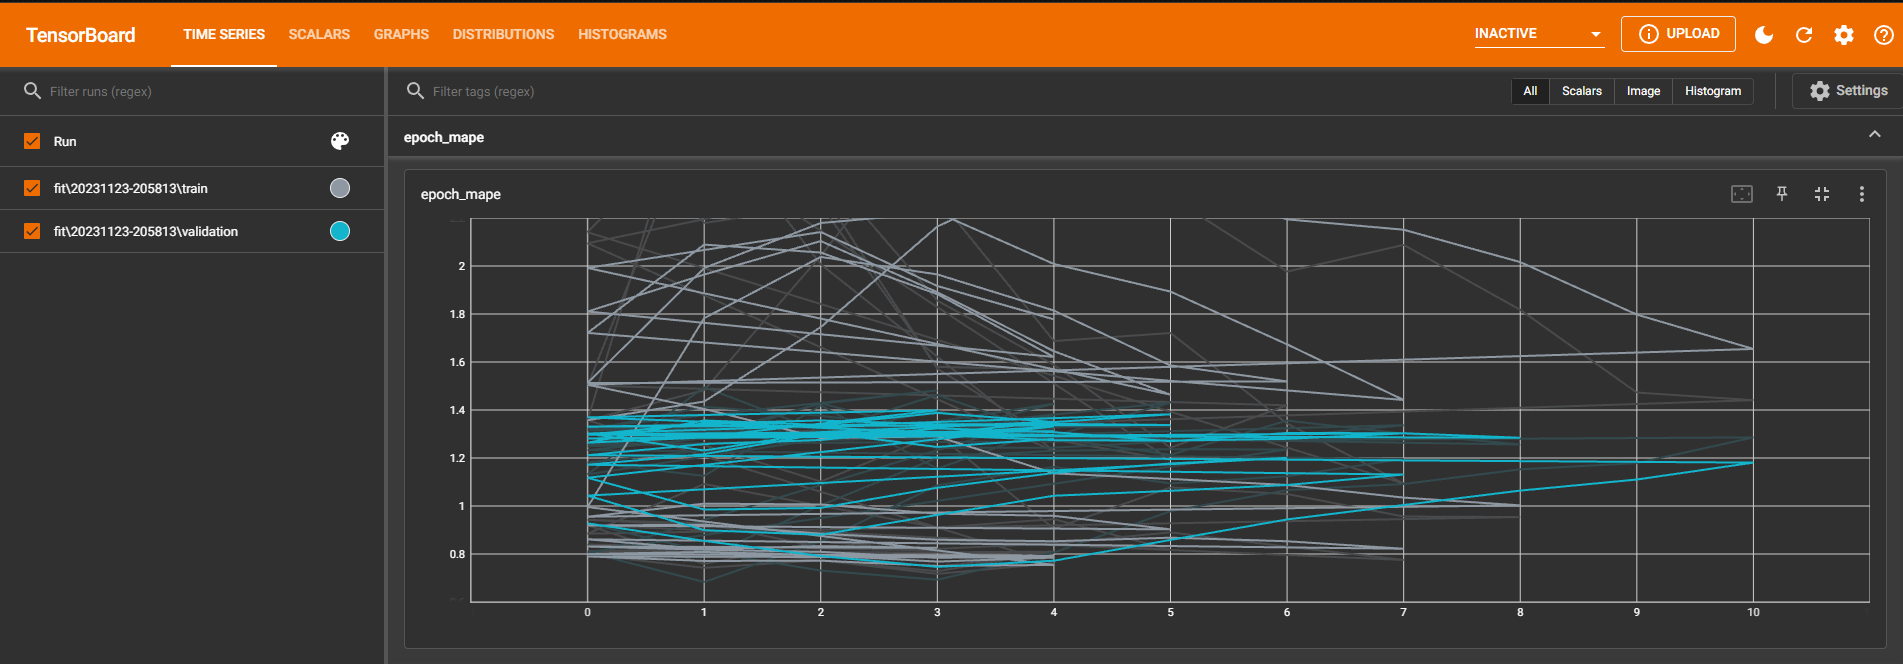 TensorBoard TIME SERIES SCALARS GRAPHS DISTRIBUTIONS HISTOGRAMS INACTIVE UPLOAD
Filter runs (regex)
Run
fit\20231123-205813\train
fit\20231123-205813\validation
Filter tags (regex) All Scalars Image Histogram Settings
epoch_mape
epoch_mape
2
1.8
1.6
1.4
1.2
1
0.8
0 1 2 3 4 5 6 7 8 9 10